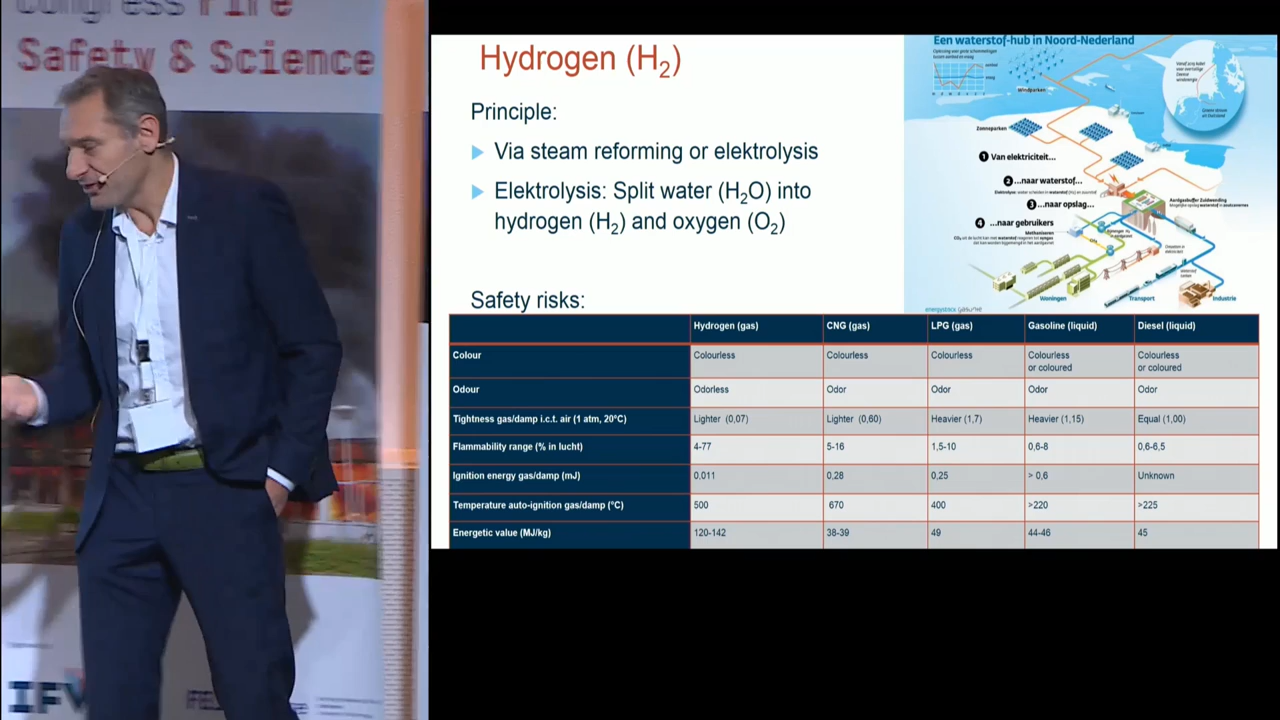 Congress Fire
Safety & Science
IFV
Hydrogen (H₂)
Principle:
Via steam reforming or elektrolysis
Elektrolysis: Split water (H₂O) into
hydrogen (H₂) and oxygen (O₂)
Safety risks:
Een waterstof-hub in Noord-Nederland
Windparken
Zonneparken
1 Van elektriciteit...
2 ...naar waterstof...
3 ...naar opslag...
Aardgasbuffer Zuidwending
4 ...naar gebruikers
Methaniseren
Woningen
Transport
Industrie
energystock gasunie
Hydrogen (gas) CNG (gas) LPG (gas) Gasoline (liquid) Diesel (liquid)
Colour Colourless Colourless Colourless Colourless or coloured Colourless or coloured
Odour Odorless Odor Odor Odor Odor
Tightness gas/damp i.c.t. air (1 atm, 20°C) Lighter (0,07) Lighter (0,60) Heavier (1,7) Heavier (1,15) Equal (1,00)
Flammability range (% in lucht) 4-77 5-16 1,5-10 0,6-8 0,6-6,5
Ignition energy gas/damp (mJ) 0,011 0,28 0,25 > 0,6 Unknown
Temperature auto-ignition gas/damp (°C) 500 670 400 >220 >225
Energetic value (MJ/kg) 120-142 38-39 49 44-46 45